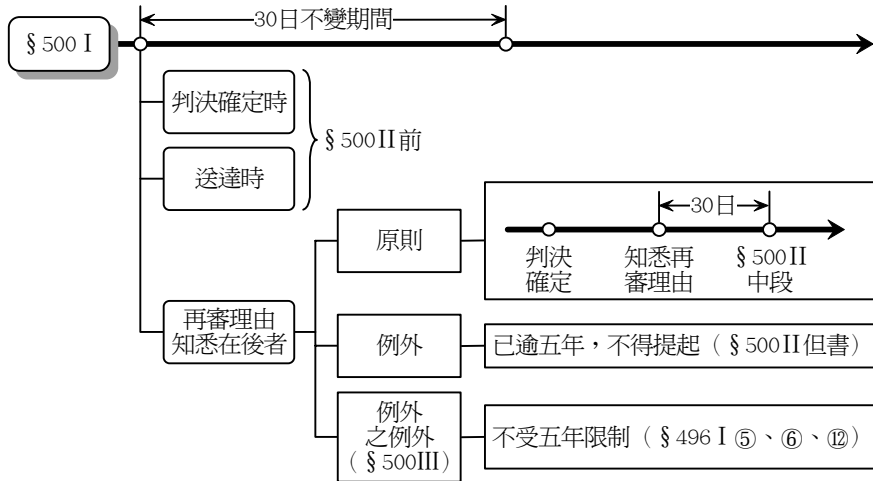 §500Ⅰ
30日不變期間
判決確定時
送達時
§500Ⅱ前
再審理由
知悉在後者
原則
30日
判決
確定
知悉再
審理由
§500Ⅱ
中段
例外
已逾五年，不得提起（§500Ⅱ但書）
例外
之例外
（§500Ⅲ）
不受五年限制（§496Ⅰ⑤、⑥、⑫）